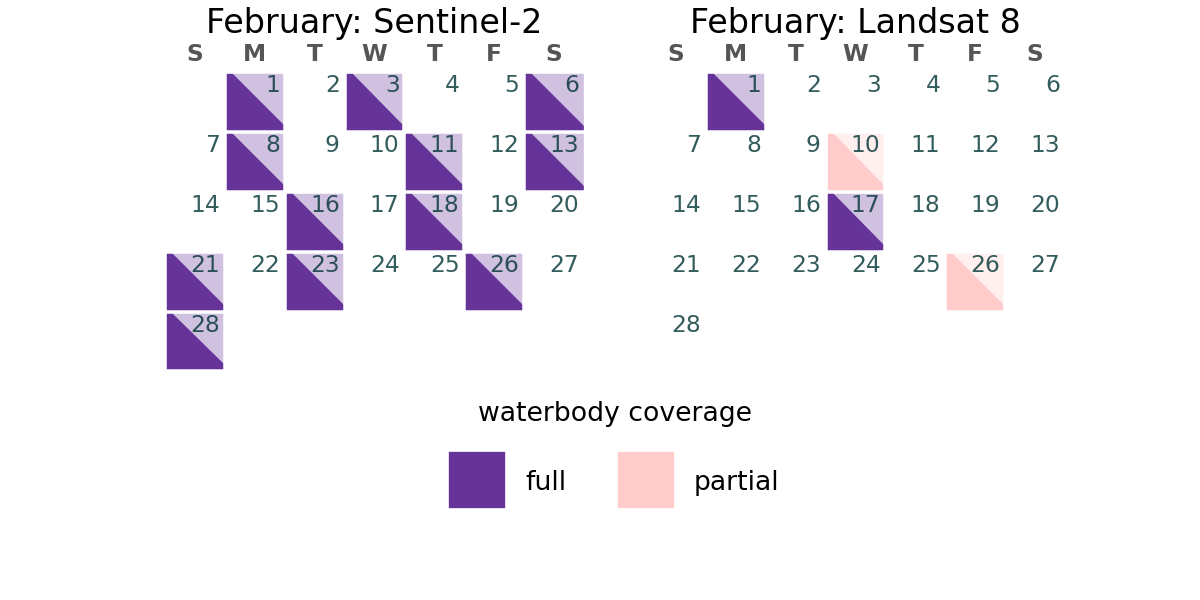 February: Sentinel-2
S M T W T F S
1 2 3 4 5 6
7 8 9 10 11 12 13
14 15 16 17 18 19 20
21 22 23 24 25 26 27
28
February: Landsat 8
S M T W T F S
1 2 3 4 5 6
7 8 9 10 11 12 13
14 15 16 17 18 19 20
21 22 23 24 25 26 27
28
waterbody coverage
full
partial